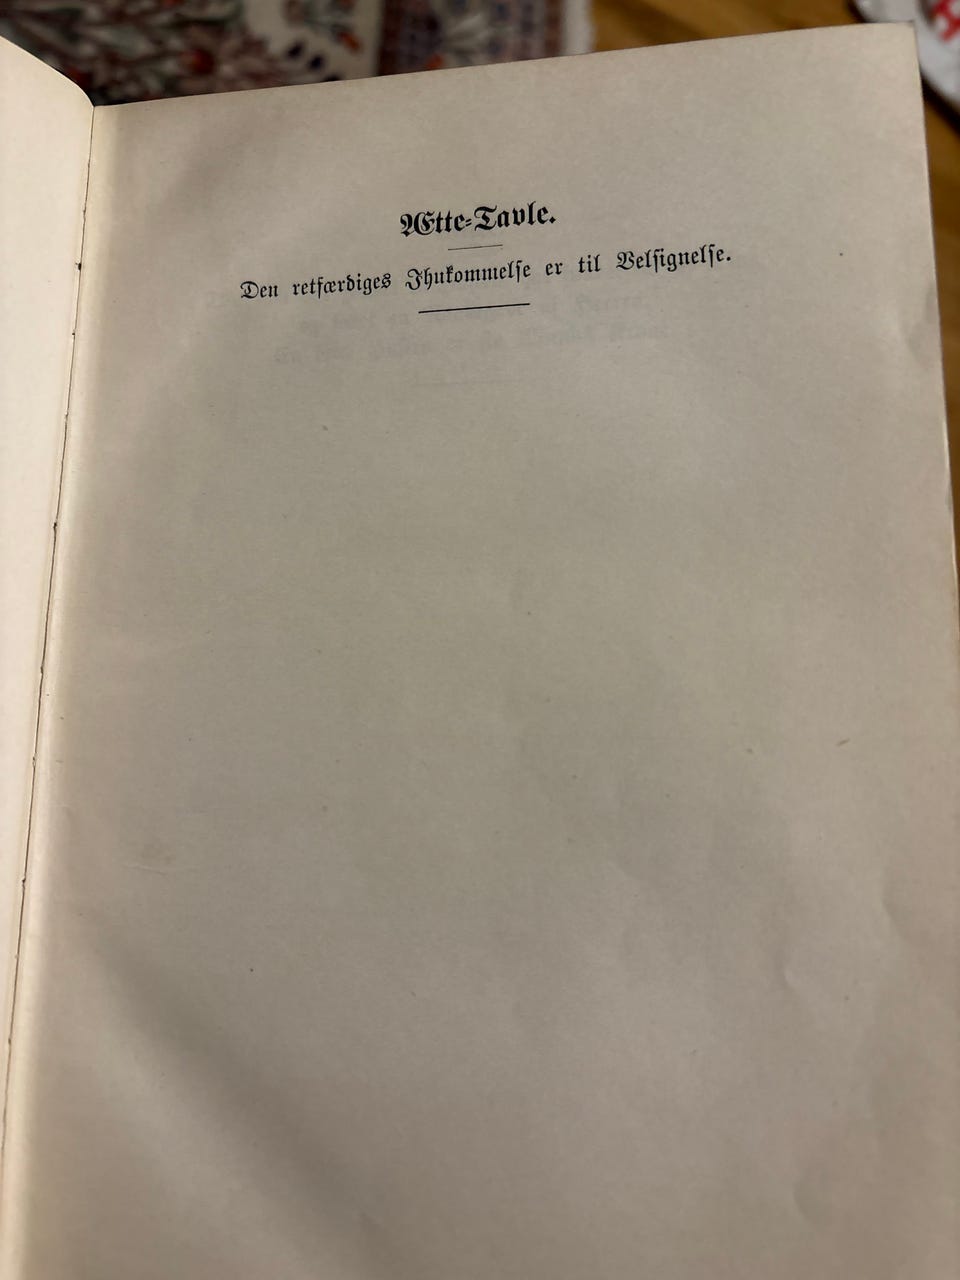 Ætte-Tavle.
Den retfærdiges Ihukommelse er til Velsignelse.